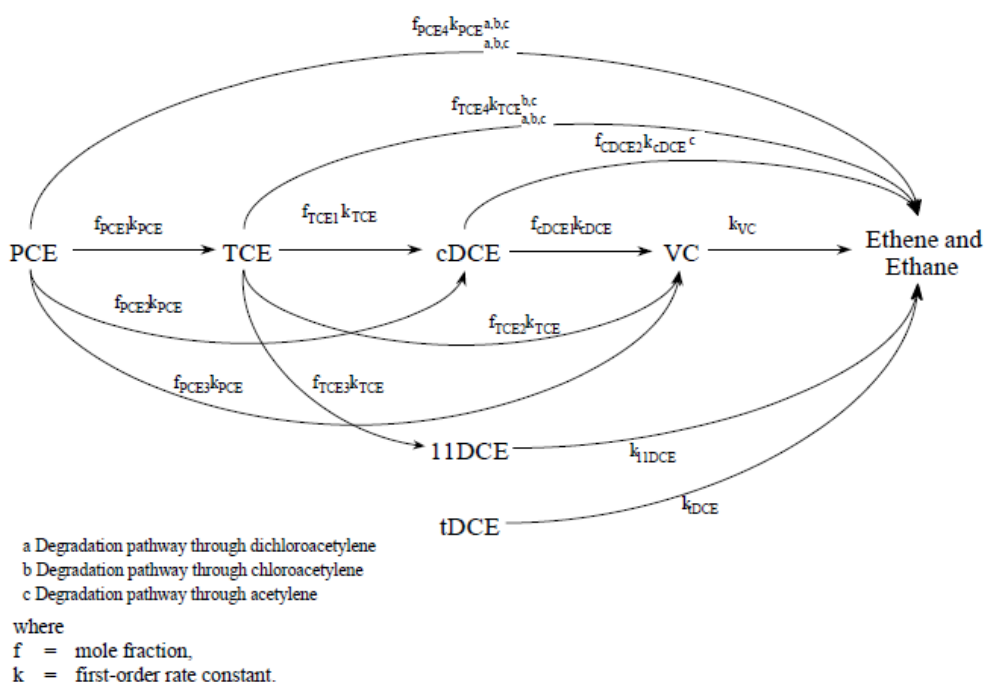 fPCE4kPCE a,b,c
a,b,c
fTCE4kTCE b,c
a,b,c
fCDCE2kcDCE c
fPCE1kPCE
fTCE1 kTCE
fcDCE1kcDCE
kVC
PCE
TCE
cDCE
VC
Ethene and
Ethane
fPCE2kPCE
fTCE2kTCE
fPCE3kPCE
fTCE3kTCE
11DCE
k11DCE
tDCE
ktDCE
a Degradation pathway through dichloroacetylene
b Degradation pathway through chloroacetylene
c Degradation pathway through acetylene
where
f = mole fraction,
k = first-order rate constant.